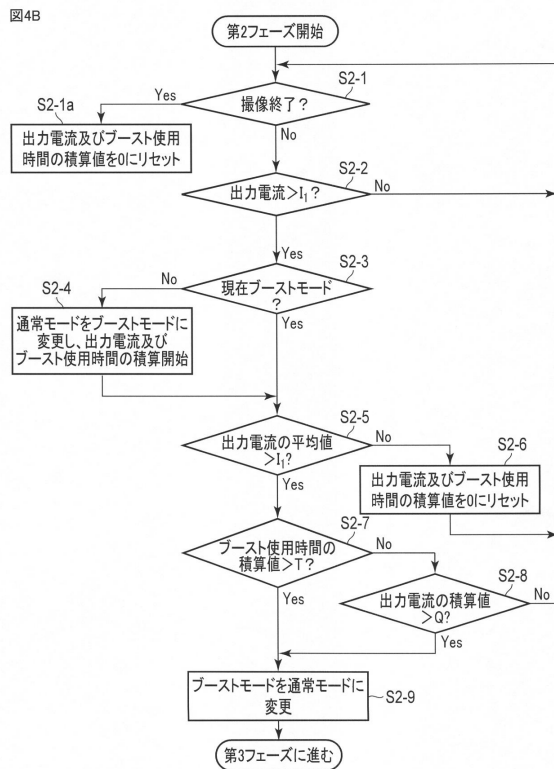 図4B
第2フェーズ開始
S2-1
撮像終了？
Yes
No
S2-1a
出力電流及びブースト使用
時間の積算値を0にリセット
S2-2
出力電流>I₁？
No
Yes
S2-3
現在ブーストモード
？
No
Yes
S2-4
通常モードをブーストモードに
変更し、出力電流及び
ブースト使用時間の積算開始
S2-5
出力電流の平均値
>I₁?
No
Yes
S2-6
出力電流及びブースト使用
時間の積算値を0にリセット
S2-7
ブースト使用時間の
積算値>T？
No
Yes
S2-8
出力電流の積算値
>Q?
No
Yes
ブーストモードを通常モードに
変更
S2-9
第3フェーズに進む